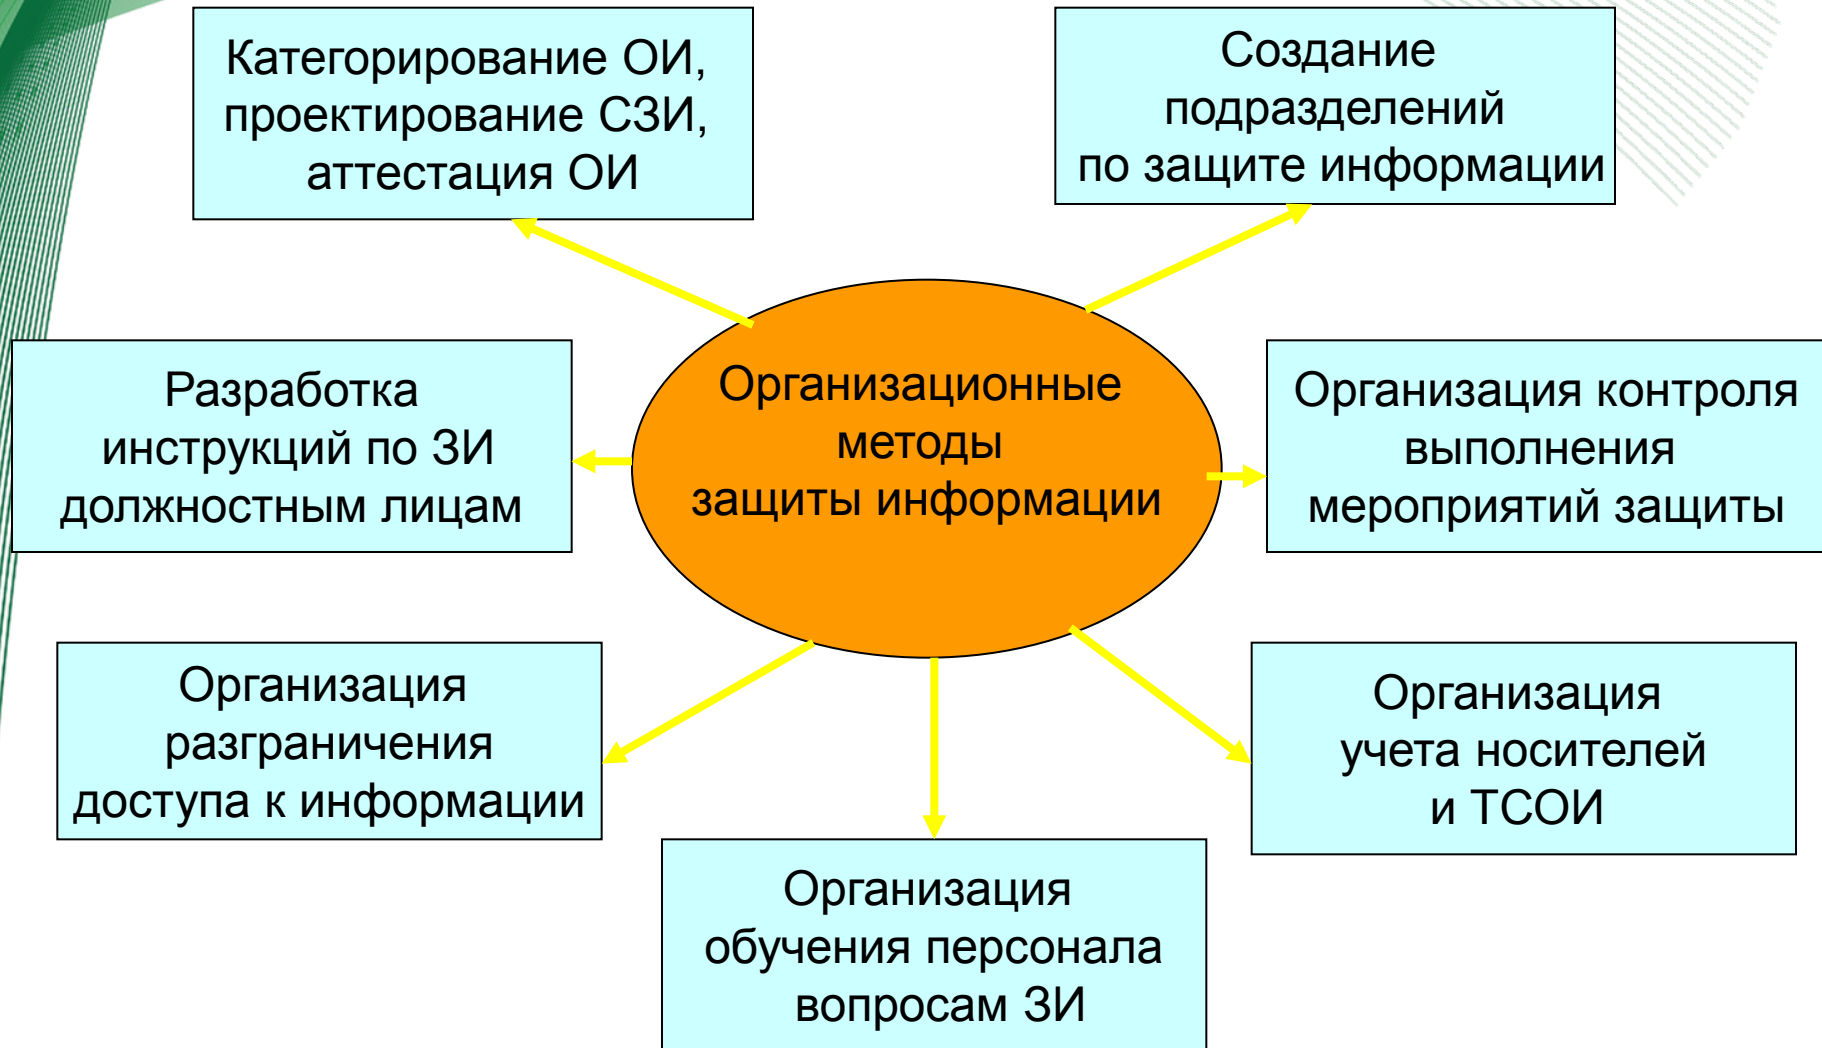 Категорирование ОИ,
проектирование СЗИ,
аттестация ОИ
Создание
подразделений
по защите информации
Разработка
инструкций по ЗИ
должностным лицам
Организационные
методы
защиты информации
Организация контроля
выполнения
мероприятий защиты
Организация
разграничения
доступа к информации
Организация
обучения персонала
вопросам ЗИ
Организация
учета носителей
и ТСОИ